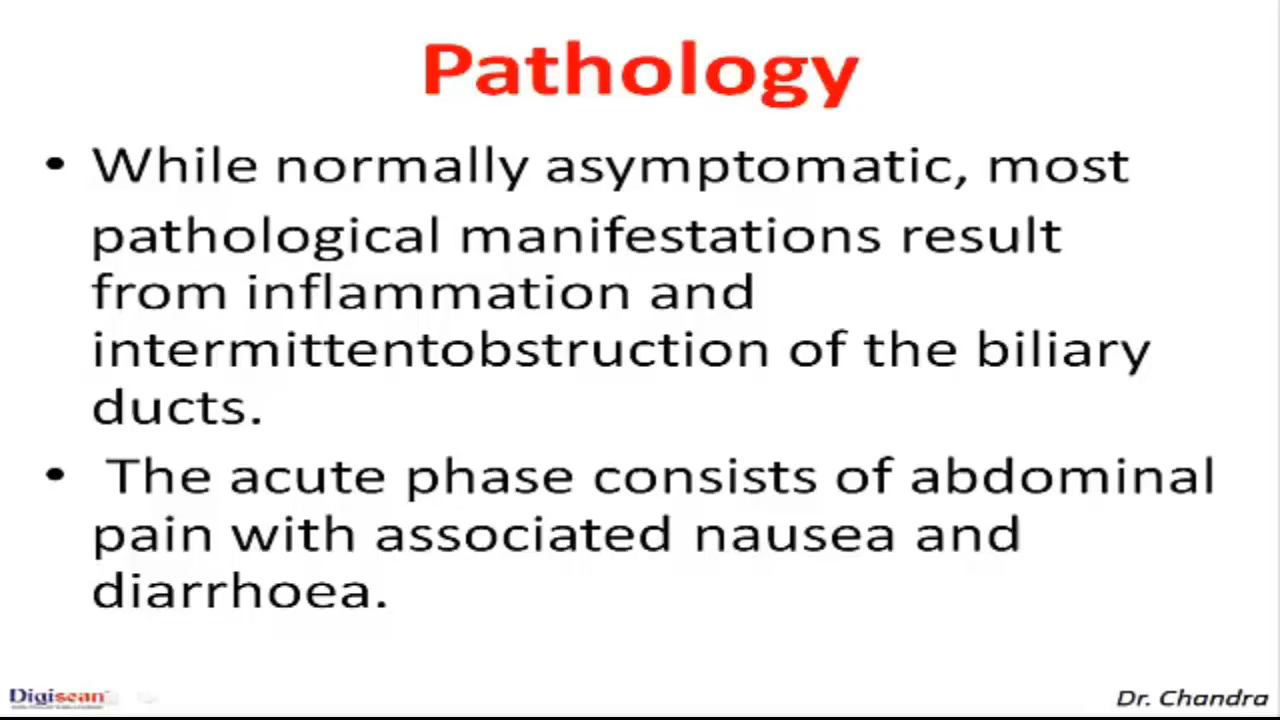 Pathology
• While normally asymptomatic, most
pathological manifestations result
from inflammation and
intermittentobstruction of the biliary
ducts.
• The acute phase consists of abdominal
pain with associated nausea and
diarrhoea.
Digiscan
Dr. Chandra